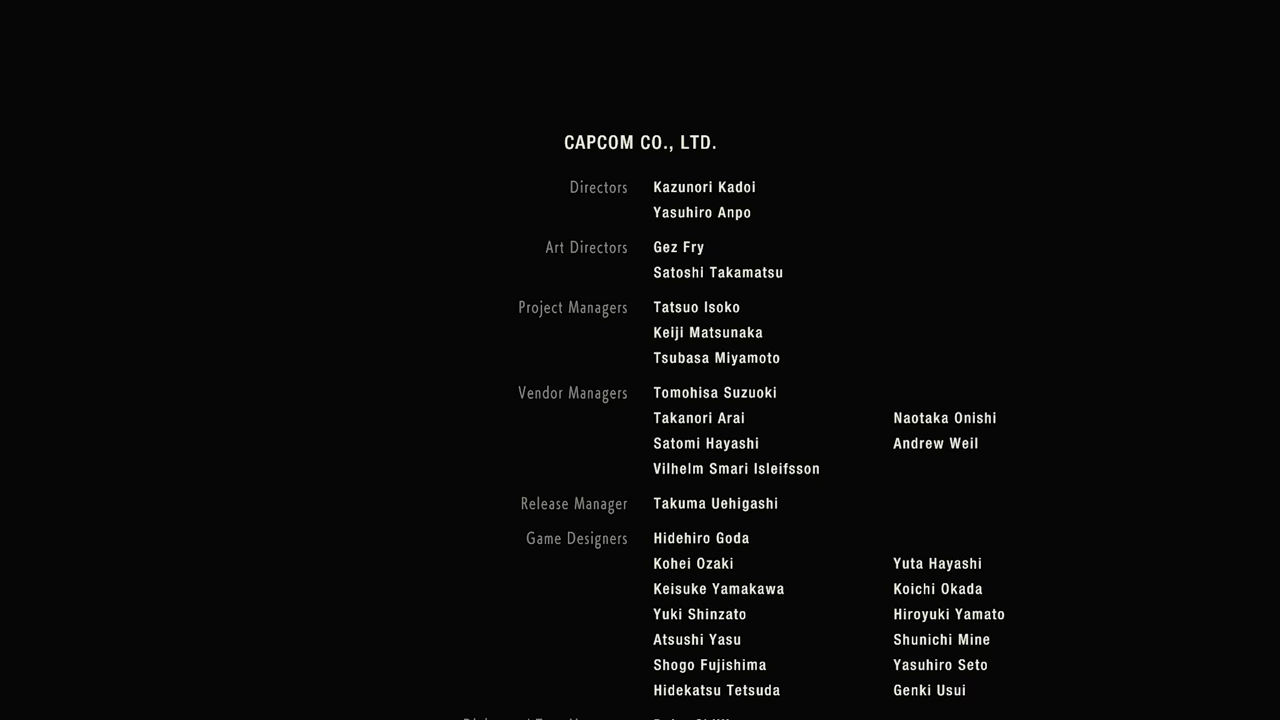 CAPCOM CO., LTD.
Directors Kazunori Kadoi
Yasuhiro Anpo
Art Directors Gez Fry
Satoshi Takamatsu
Project Managers Tatsuo Isoko
Keiji Matsunaka
Tsubasa Miyamoto
Vendor Managers Tomohisa Suzuoki
Takanori Arai Naotaka Onishi
Satomi Hayashi Andrew Weil
Vilhelm Smari Isleifsson
Release Manager Takuma Uehigashi
Game Designers Hidehiro Goda
Kohei Ozaki Yuta Hayashi
Keisuke Yamakawa Koichi Okada
Yuki Shinzato Hiroyuki Yamato
Atsushi Yasu Shunichi Mine
Shogo Fujishima Yasuhiro Seto
Hidekatsu Tetsuda Genki Usui